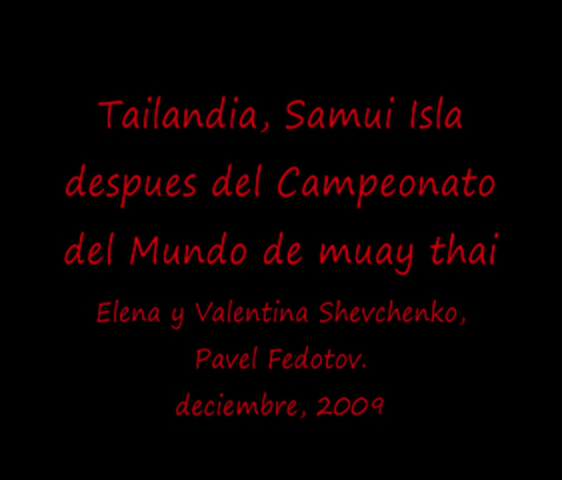 Tailandia, Samui Isla
despues del Campeonato
del Mundo de muay thai
Elena y Valentina Shevchenko,
Pavel Fedotov.
deciembre, 2009